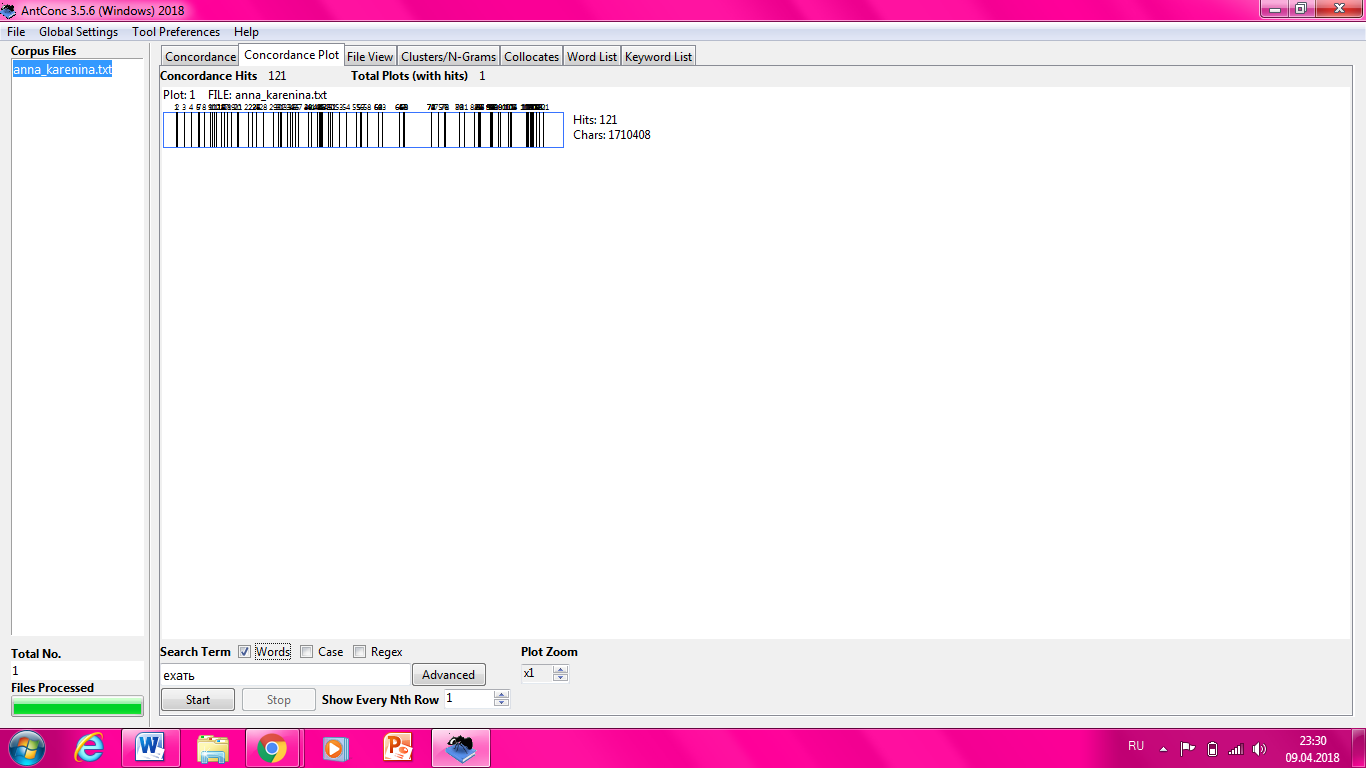 AntConc 3.5.6 (Windows) 2018
File Global Settings Tool Preferences Help
Corpus Files
anna_karenina.txt
Concordance Concordance Plot File View Clusters/N-Grams Collocates Word List Keyword List
Concordance Hits 121 Total Plots (with hits) 1
Plot: 1 FILE: anna_karenina.txt
Hits: 121
Chars: 1710408
Total No.
1
Files Processed
Search Term Words Case Regex Plot Zoom
ехать Advanced x1
Start Stop Show Every Nth Row 1
RU 23:30
09.04.2018